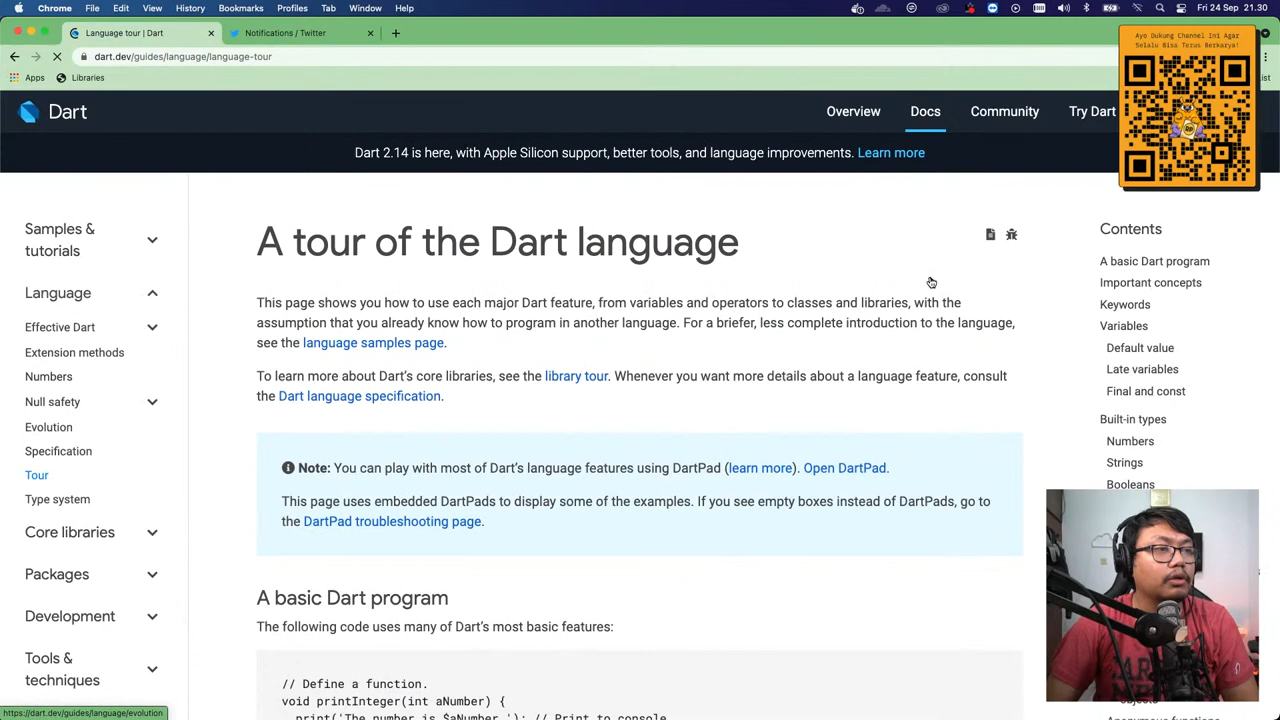 Chrome File Edit View History Bookmarks Profiles Tab Window Help
Fri 24 Sep 21.30
Language tour | Dart
Notifications / Twitter
dart.dev/guides/language/language-tour
Apps
Libraries
Ayo Dukung Channel Ini Agar
Selalu Bisa Terus Berkarya!
Dart
Overview
Docs
Community
Try Dart
Dart 2.14 is here, with Apple Silicon support, better tools, and language improvements. Learn more
Samples &
tutorials
Language
Effective Dart
Extension methods
Numbers
Null safety
Evolution
Specification
Tour
Type system
Core libraries
Packages
Development
Tools &
techniques
https://dart.dev/guides/language/evolution
A tour of the Dart language
This page shows you how to use each major Dart feature, from variables and operators to classes and libraries, with the
assumption that you already know how to program in another language. For a briefer, less complete introduction to the language,
see the language samples page.
To learn more about Dart's core libraries, see the library tour. Whenever you want more details about a language feature, consult
the Dart language specification.
Note: You can play with most of Dart's language features using DartPad (learn more). Open DartPad.
This page uses embedded DartPads to display some of the examples. If you see empty boxes instead of DartPads, go to
the DartPad troubleshooting page.
A basic Dart program
The following code uses many of Dart's most basic features:
// Define a function.
void printInteger(int aNumber) {
print('The number is $aNumber.'); // Print to console.
Contents
A basic Dart program
Important concepts
Keywords
Variables
Default value
Late variables
Final and const
Built-in types
Numbers
Strings
Booleans